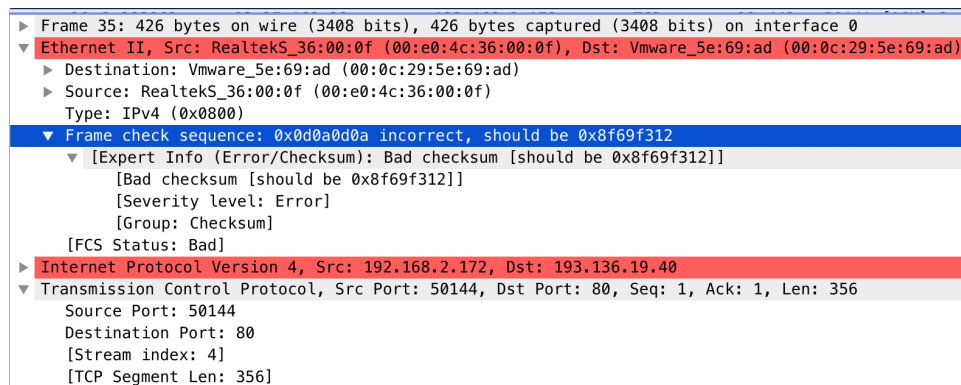 Frame 35: 426 bytes on wire (3408 bits), 426 bytes captured (3408 bits) on interface 0
Ethernet II, Src: RealtekS_36:00:0f (00:e0:4c:36:00:0f), Dst: Vmware_5e:69:ad (00:0c:29:5e:69:ad)
Destination: Vmware_5e:69:ad (00:0c:29:5e:69:ad)
Source: RealtekS_36:00:0f (00:e0:4c:36:00:0f)
Type: IPv4 (0x0800)
Frame check sequence: 0x0d0a0d0a incorrect, should be 0x8f69f312
[Expert Info (Error/Checksum): Bad checksum [should be 0x8f69f312]]
[Bad checksum [should be 0x8f69f312]]
[Severity level: Error]
[Group: Checksum]
[FCS Status: Bad]
Internet Protocol Version 4, Src: 192.168.2.172, Dst: 193.136.19.40
Transmission Control Protocol, Src Port: 50144, Dst Port: 80, Seq: 1, Ack: 1, Len: 356
Source Port: 50144
Destination Port: 80
[Stream index: 4]
[TCP Segment Len: 356]